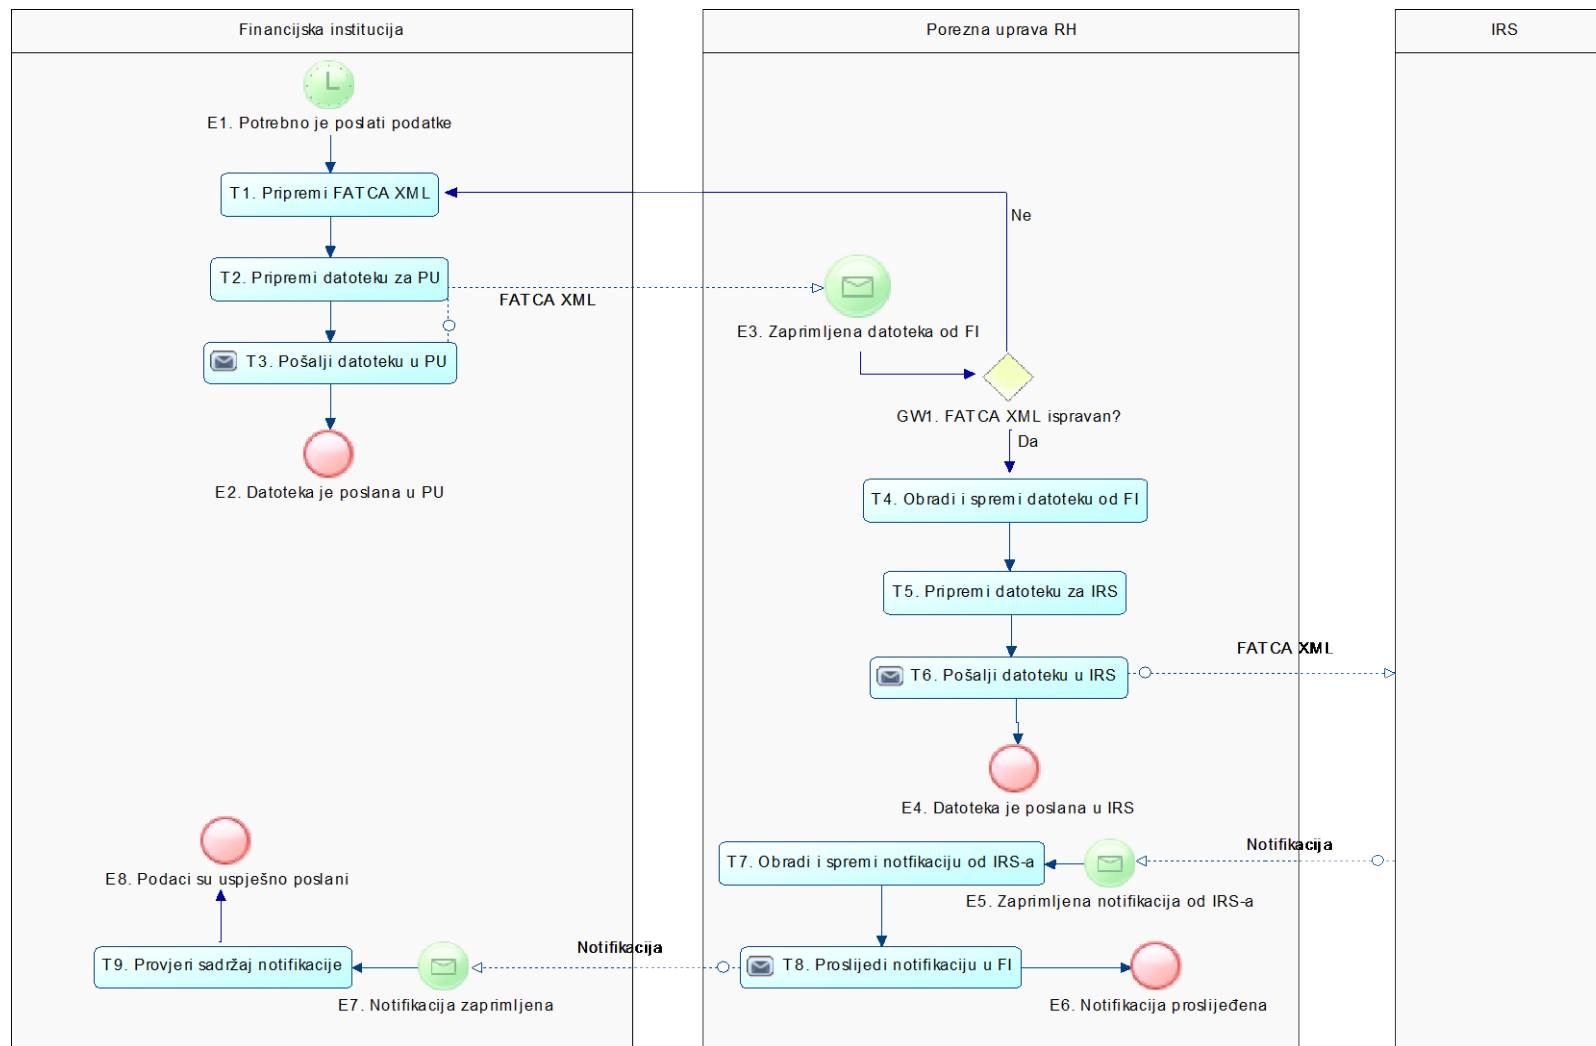 Financijska institucija
Porezna uprava RH
IRS
E1. Potrebno je poslati podatke
T1. Pripremi FATCA XML
Ne
T2. Pripremi datoteku za PU
FATCA XML
E3. Zaprimljena datoteka od FI
T3. Pošalji datoteku u PU
GW1. FATCA XML ispravan?
Da
E2. Datoteka je poslana u PU
T4. Obradi i spremi datoteku od FI
T5. Pripremi datoteku za IRS
FATCA XML
T6. Pošalji datoteku u IRS
E4. Datoteka je poslana u IRS
Notifikacija
T7. Obradi i spremi notfikaciju od IRS-a
E8. Podaci su uspješno poslani
E5. Zaprimljena notifikacija od IRS-a
Notifikacija
T9. Provjeri sadržaj notifikacije
T8. Proslijedi notifikaciju u FI
E7. Notifikacija zaprimljena
E6. Notifikacija proslijeđena